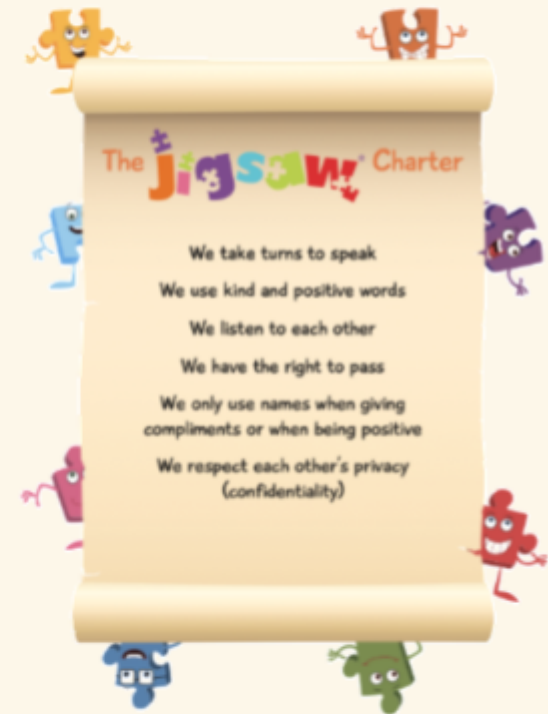 The Jigsaw Charter
We take turns to speak
We use kind and positive words
We listen to each other
We have the right to pass
We only use names when giving
compliments or when being positive
We respect each other's privacy
(confidentiality)